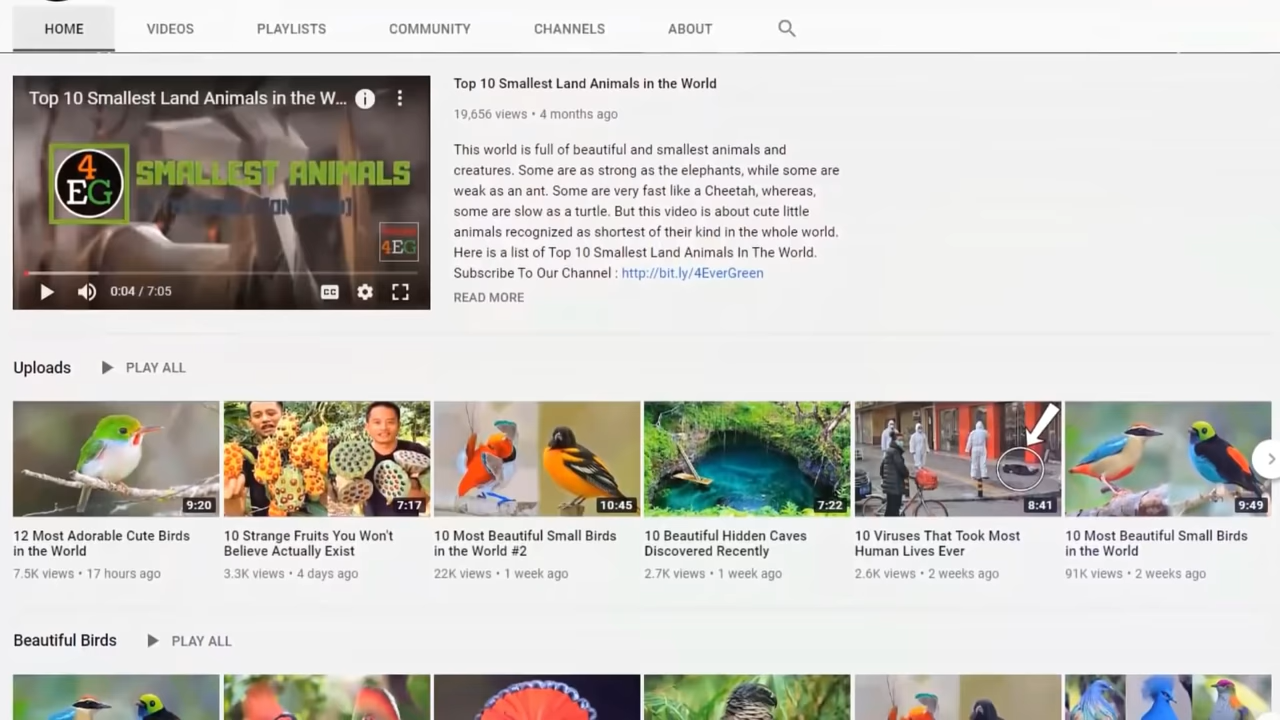 HOME VIDEOS PLAYLISTS COMMUNITY CHANNELS ABOUT
Top 10 Smallest Land Animals in the W...
4
EG
SMALLEST ANIMALS
4EG
0:04 / 7:05
CC
Top 10 Smallest Land Animals in the World
19,656 views • 4 months ago
This world is full of beautiful and smallest animals and
creatures. Some are as strong as the elephants, while some are
weak as an ant. Some are very fast like a Cheetah, whereas,
some are slow as a turtle. But this video is about cute little
animals recognized as shortest of their kind in the whole world.
Here is a list of Top 10 Smallest Land Animals In The World.
Subscribe To Our Channel : http://bit.ly/4EverGreen
READ MORE
Uploads PLAY ALL
9:20
12 Most Adorable Cute Birds
in the World
7.5K views • 17 hours ago
7:17
10 Strange Fruits You Won't
Believe Actually Exist
3.3K views • 4 days ago
10:45
10 Most Beautiful Small Birds
in the World #2
22K views • 1 week ago
7:22
10 Beautiful Hidden Caves
Discovered Recently
2.7K views • 1 week ago
8:41
10 Viruses That Took Most
Human Lives Ever
2.6K views • 2 weeks ago
9:49
10 Most Beautiful Small Birds
in the World
91K views • 2 weeks ago
Beautiful Birds PLAY ALL